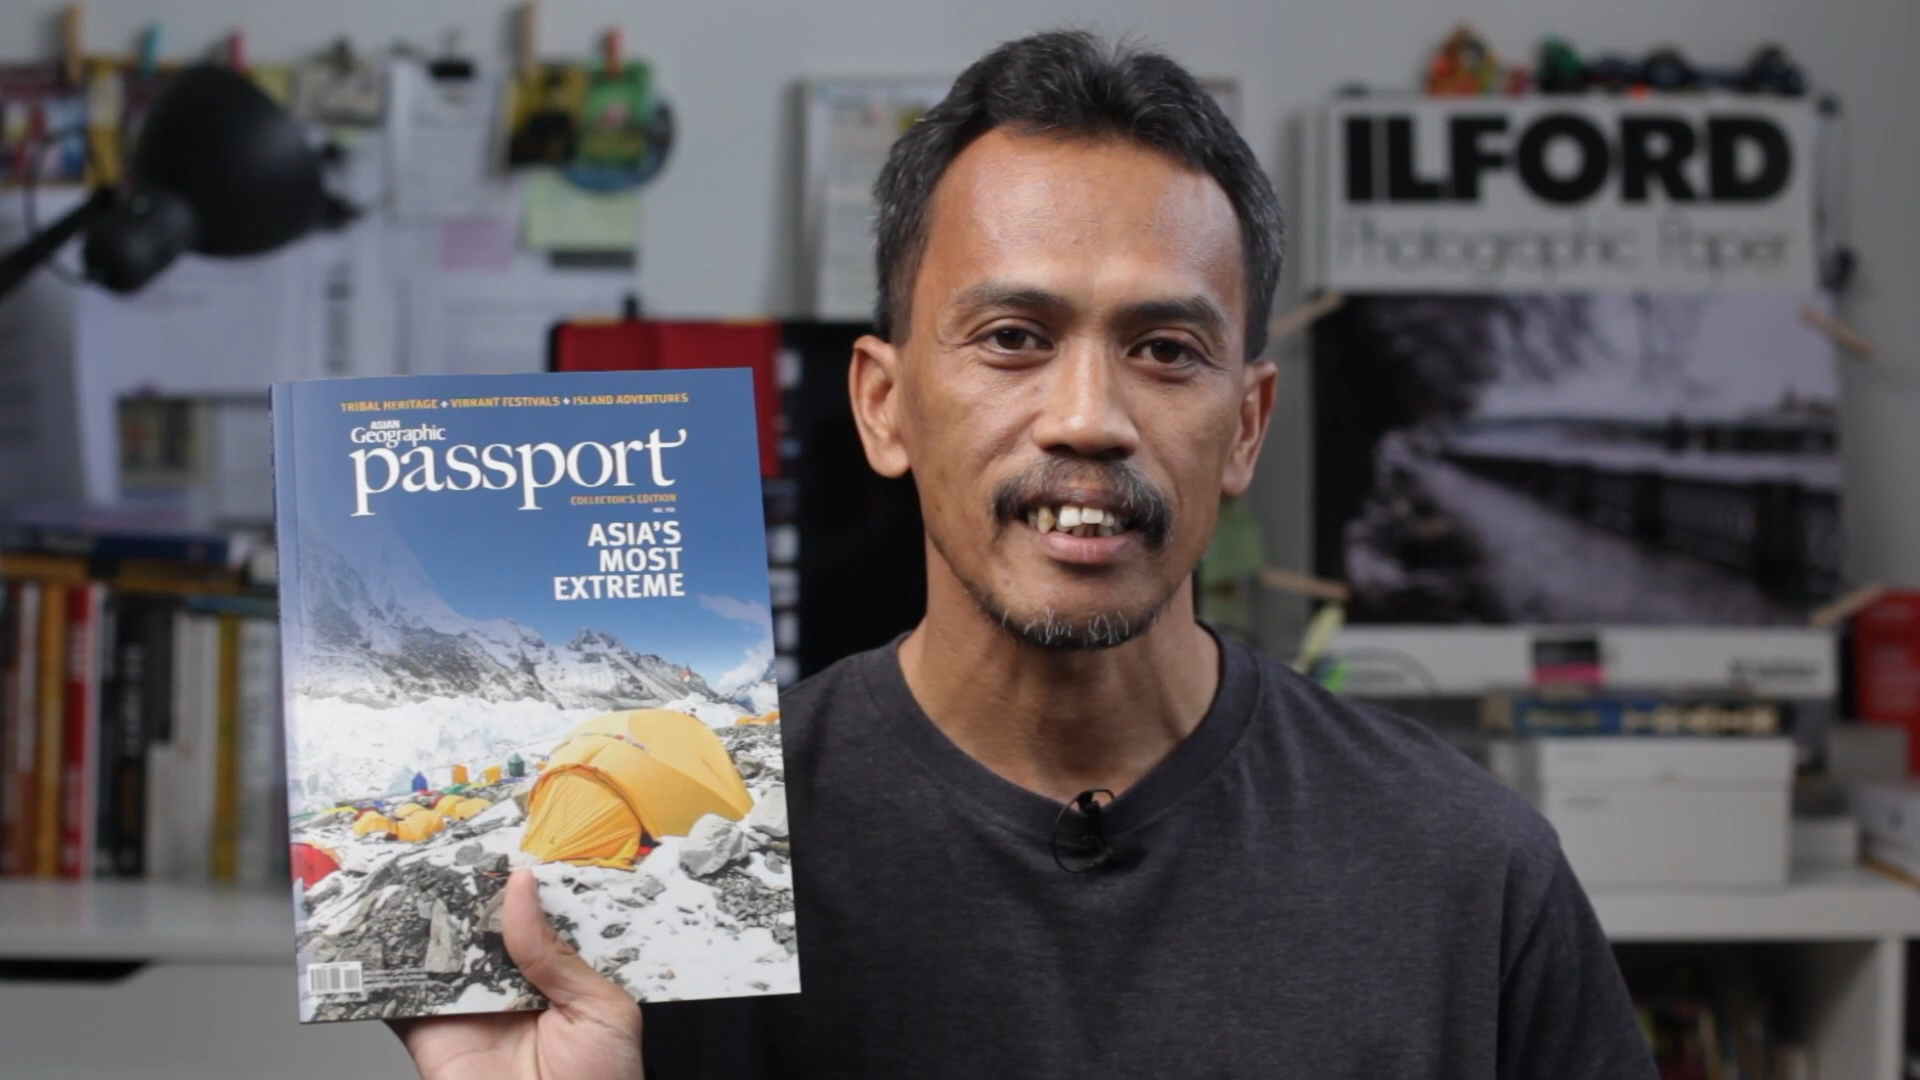 TRIBAL HERITAGE + VIBRANT FESTIVALS + ISLAND ADVENTURES
ASIAN
Geographic
passport
COLLECTOR'S EDITION
ASIA'S
MOST
EXTREME
ILFORD
Photographic Paper